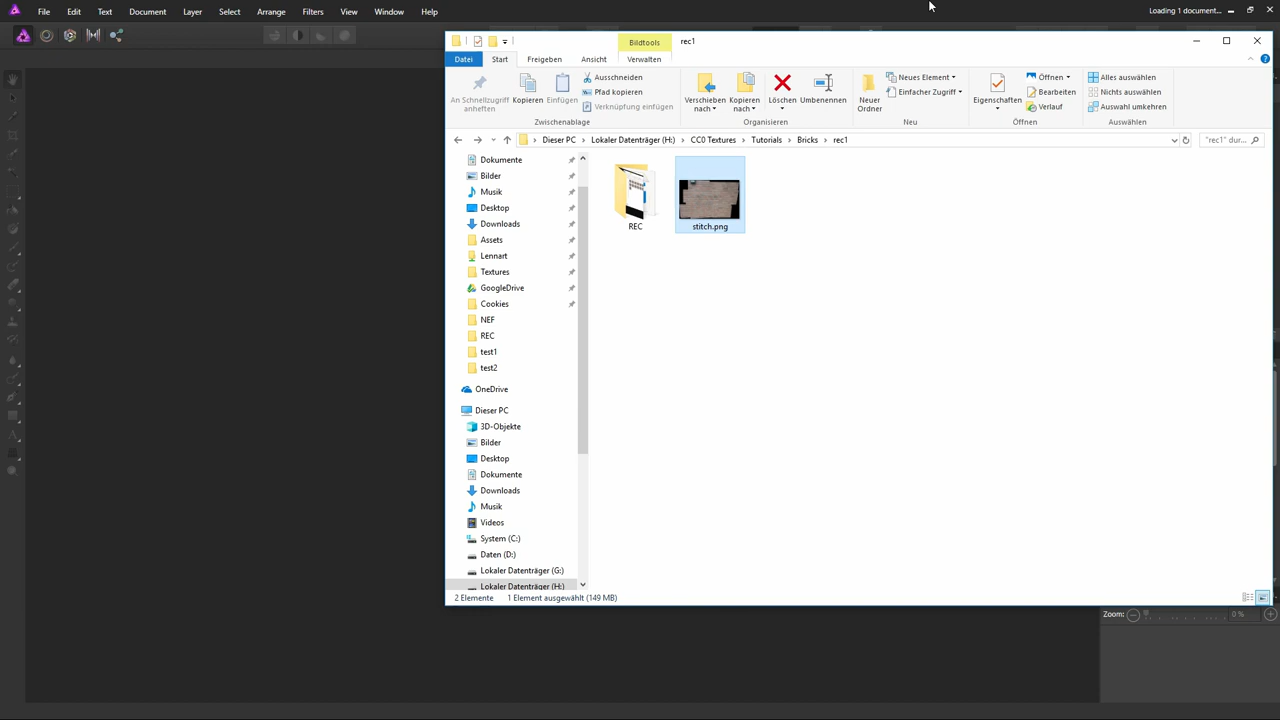 File Edit Text Document Layer Select Arrange Filters View Window Help Loading 1 document...
Bildtools rec1
Datei Start Freigeben Ansicht Verwalten
An Schnellzugriff anheften
Kopieren
Einfügen
Ausschneiden
Pfad kopieren
Verknüpfung einfügen
Zwischenablage
Verschieben nach
Kopieren nach
Löschen
Umbenennen
Organisieren
Neuer Ordner
Neues Element
Einfacher Zugriff
Neu
Eigenschaften
Öffnen
Bearbeiten
Verlauf
Öffnen
Alles auswählen
Nichts auswählen
Auswahl umkehren
Auswählen
Dieser PC Lokaler Datenträger (H:) CC0 Textures Tutorials Bricks rec1 "rec1" dur...
Dokumente
Bilder
Musik
Desktop
Downloads
Assets
Lennart
Textures
GoogleDrive
Cookies
NEF
REC
test1
test2
OneDrive
Dieser PC
3D-Objekte
Bilder
Desktop
Dokumente
Downloads
Musik
Videos
System (C:)
Daten (D:)
Lokaler Datenträger (G:)
Lokaler Datenträger (H:)
REC
stitch.png
2 Elemente 1 Element ausgewählt (149 MB)
Zoom: 0 %